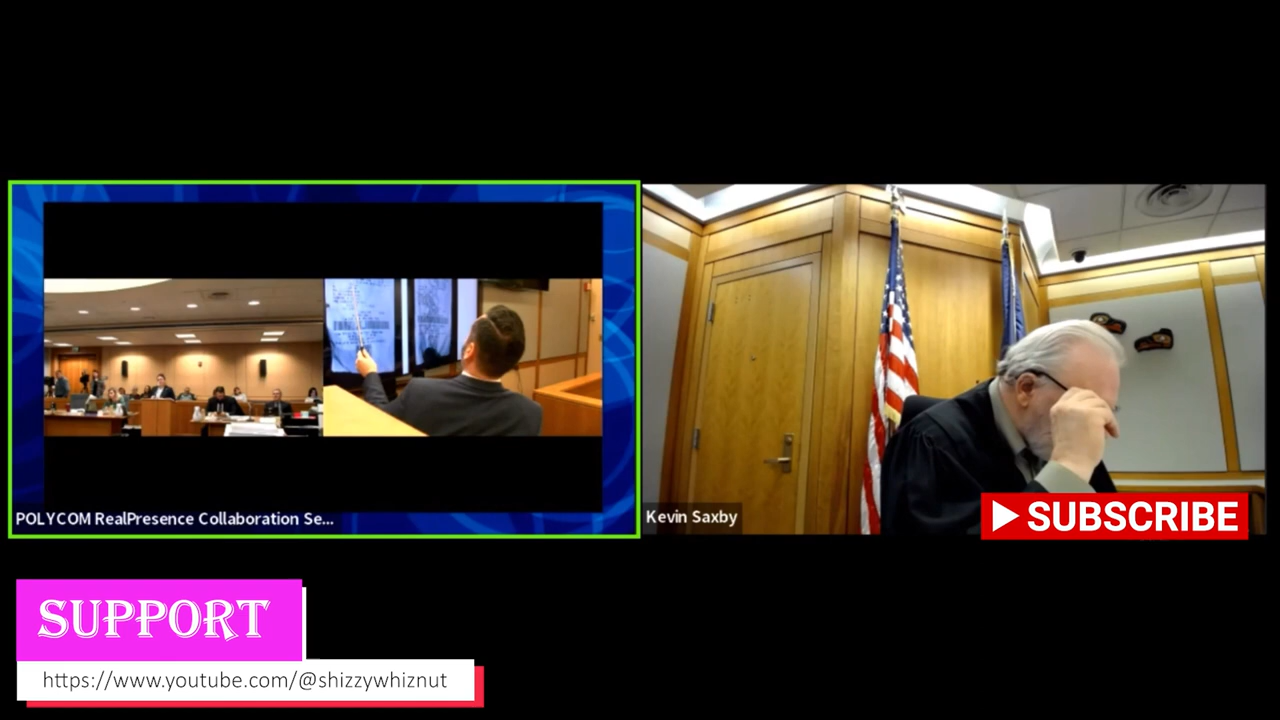 POLYCOM RealPresence Collaboration Se...
Kevin Saxby
SUBSCRIBE
SUPPORT
https://www.youtube.com/@shizzywhiznut